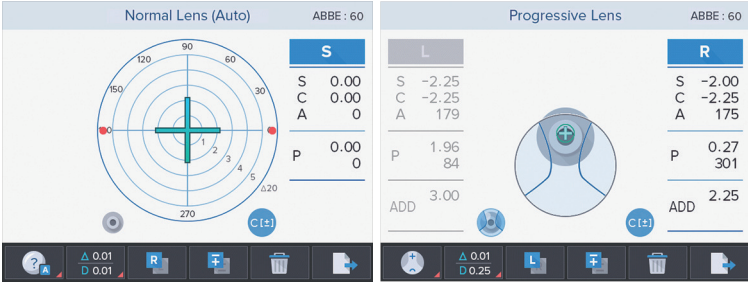 Normal Lens (Auto)
ABBE : 60
S
S 0.00
C 0.00
A 0
P 0.00
0
90
120
60
150
30
1
2
3
4
5
△20
270
C [±]
? A
△ 0.01
D 0.01
R
Progressive Lens
ABBE : 60
L
S −2.25
C −2.25
A 179
P 1.96
84
ADD 3.00
R
S −2.00
C −2.25
A 175
P 0.27
301
ADD 2.25
C [±]
△ 0.01
D 0.25
L